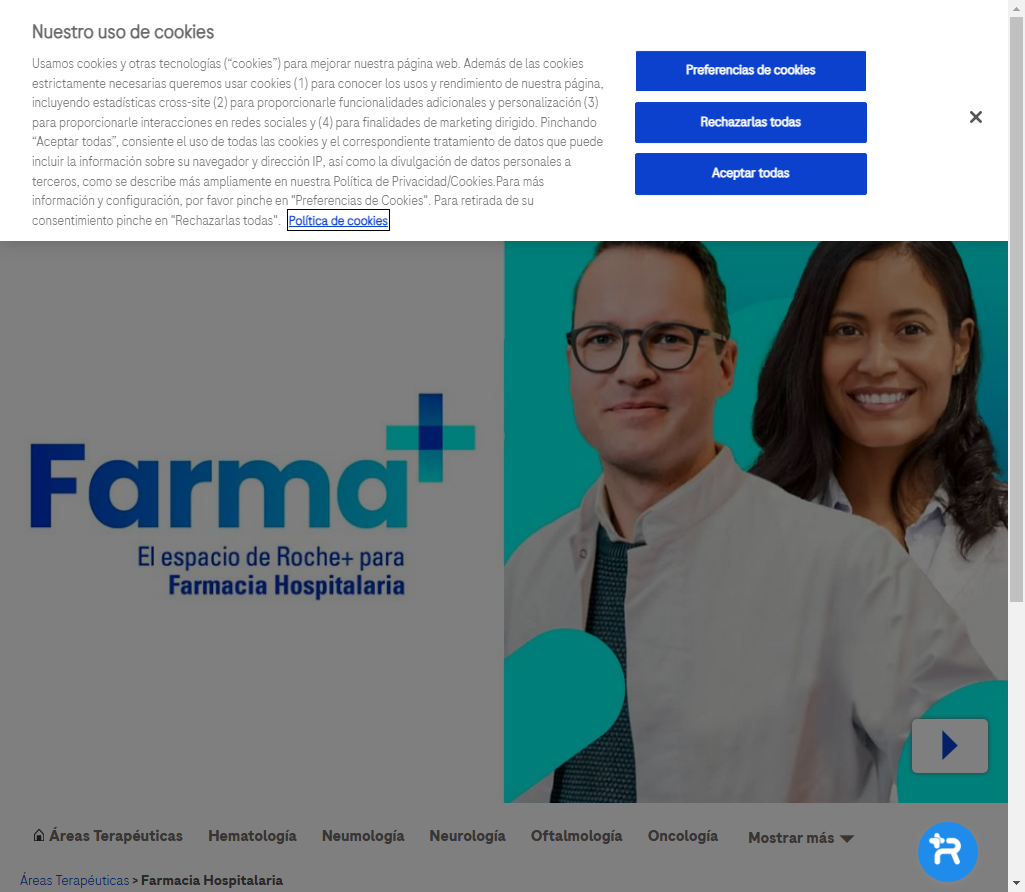 Nuestro uso de cookies
Usamos cookies y otras tecnologías (“cookies”) para mejorar nuestra página web. Además de las cookies
estrictamente necesarias queremos usar cookies (1) para conocer los usos y rendimiento de nuestra página,
incluyendo estadísticas cross-site (2) para proporcionarle funcionalidades adicionales y personalización (3)
para proporcionarle interacciones en redes sociales y (4) para finalidades de marketing dirigido. Pinchando
“Aceptar todas”, consiente el uso de todas las cookies y el correspondiente tratamiento de datos que puede
incluir la información sobre su navegador y dirección IP, así como la divulgación de datos personales a
terceros, como se describe más ampliamente en nuestra Política de Privacidad/Cookies.Para más
información y configuración, por favor pinche en "Preferencias de Cookies". Para retirada de su
consentimiento pinche en "Rechazarlas todas". Política de cookies
Preferencias de cookies
Rechazarlas todas
Aceptar todas
Farma+
El espacio de Roche+ para
Farmacia Hospitalaria
Áreas Terapéuticas Hematología Neumología Neurología Oftalmología Oncología Mostrar más
Áreas Terapéuticas > Farmacia Hospitalaria